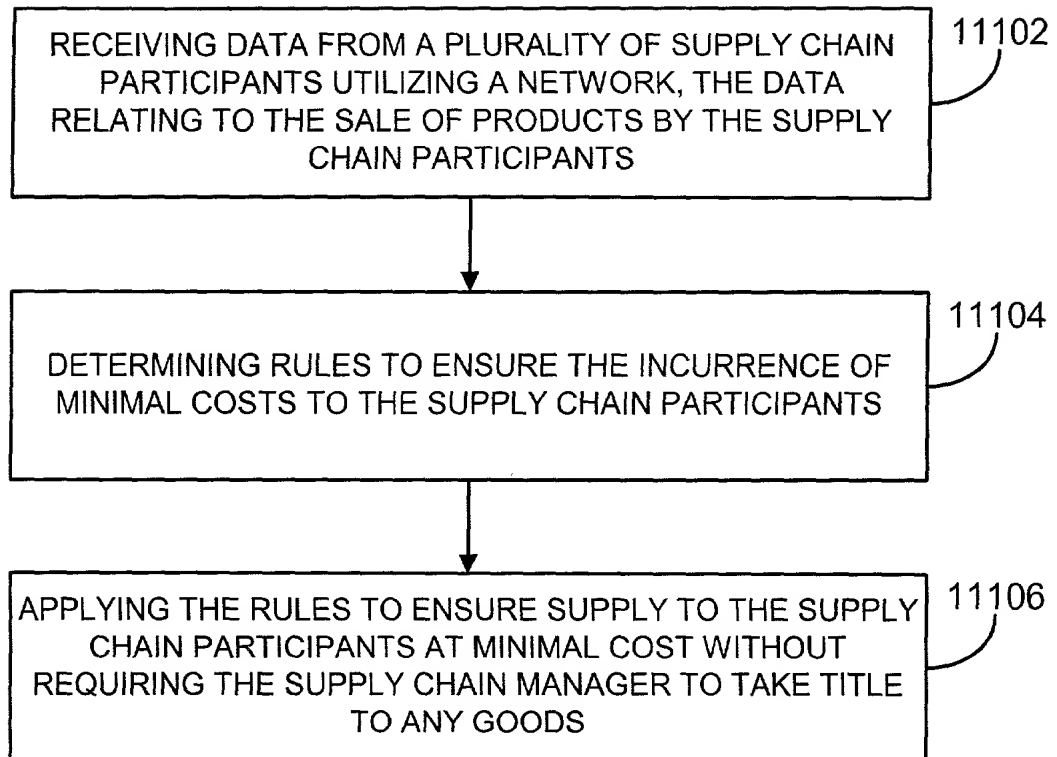 RECEIVING DATA FROM A PLURALITY OF SUPPLY CHAIN
PARTICIPANTS UTILIZING A NETWORK, THE DATA
RELATING TO THE SALE OF PRODUCTS BY THE SUPPLY
CHAIN PARTICIPANTS
11102
DETERMINING RULES TO ENSURE THE INCURRENCE OF
MINIMAL COSTS TO THE SUPPLY CHAIN PARTICIPANTS
11104
APPLYING THE RULES TO ENSURE SUPPLY TO THE SUPPLY
CHAIN PARTICIPANTS AT MINIMAL COST WITHOUT
REQUIRING THE SUPPLY CHAIN MANAGER TO TAKE TITLE
TO ANY GOODS
11106